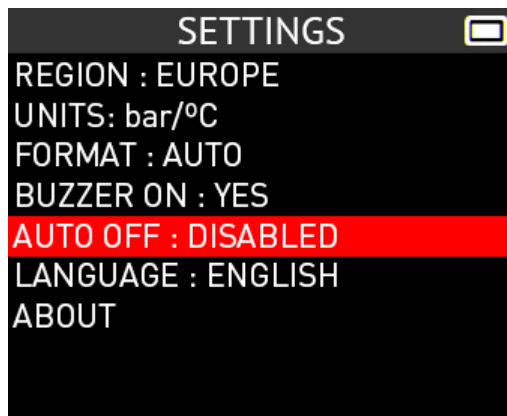 SETTINGS
REGION : EUROPE
UNITS: bar/ºC
FORMAT : AUTO
BUZZER ON : YES
AUTO OFF : DISABLED
LANGUAGE : ENGLISH
ABOUT